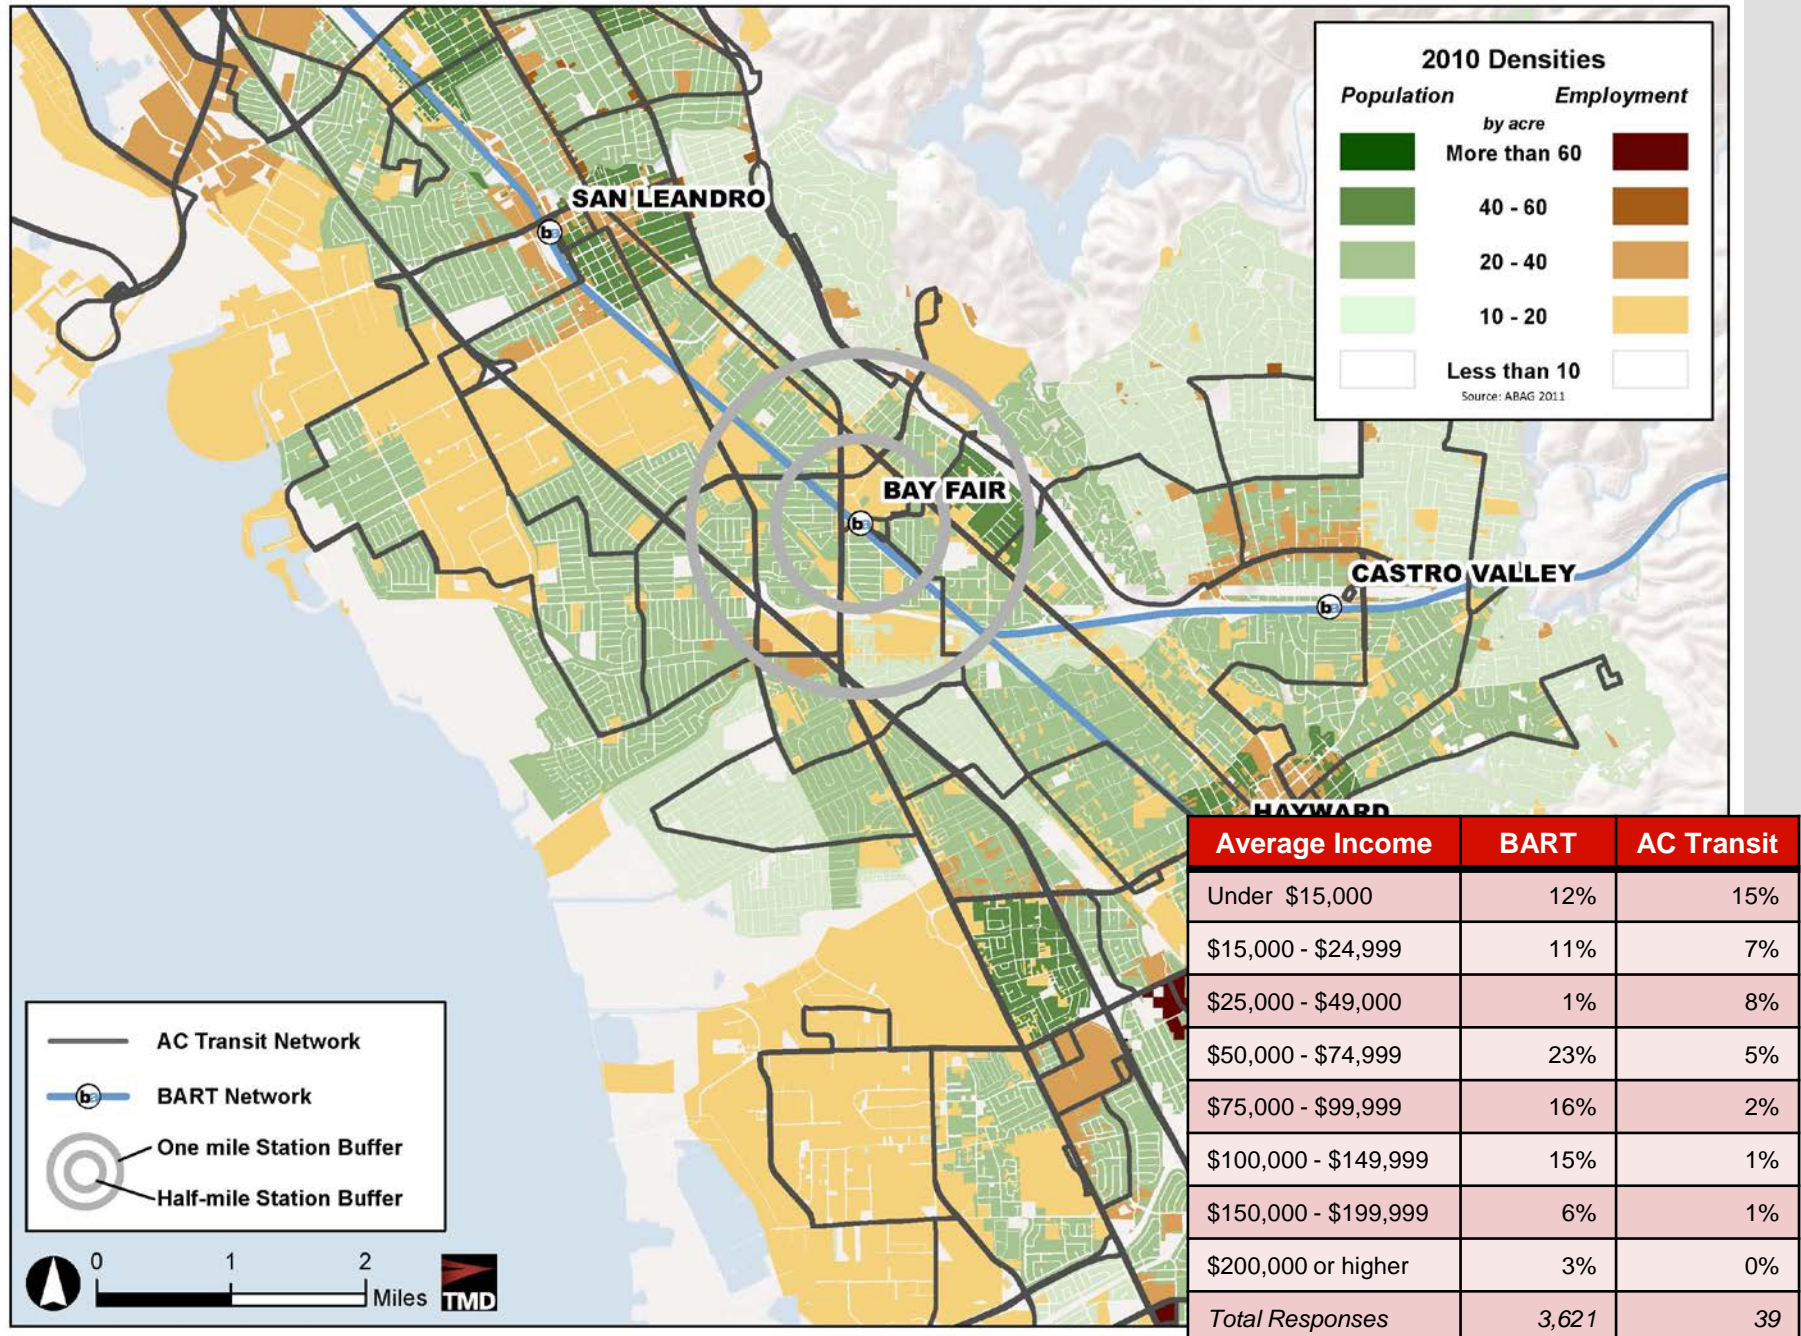 2010 Densities
Population Employment
by acre
More than 60
40 - 60
20 - 40
10 - 20
Less than 10
Source: ABAG 2011
SAN LEANDRO
ba
BAY FAIR
ba
CASTRO VALLEY
ba
HAYWARD
AC Transit Network
ba BART Network
One mile Station Buffer
Half-mile Station Buffer
0 1 2
Miles
TMD
Average Income BART AC Transit
Under $15,000 12% 15%
$15,000 - $24,999 11% 7%
$25,000 - $49,000 1% 8%
$50,000 - $74,999 23% 5%
$75,000 - $99,999 16% 2%
$100,000 - $149,999 15% 1%
$150,000 - $199,999 6% 1%
$200,000 or higher 3% 0%
Total Responses 3,621 39